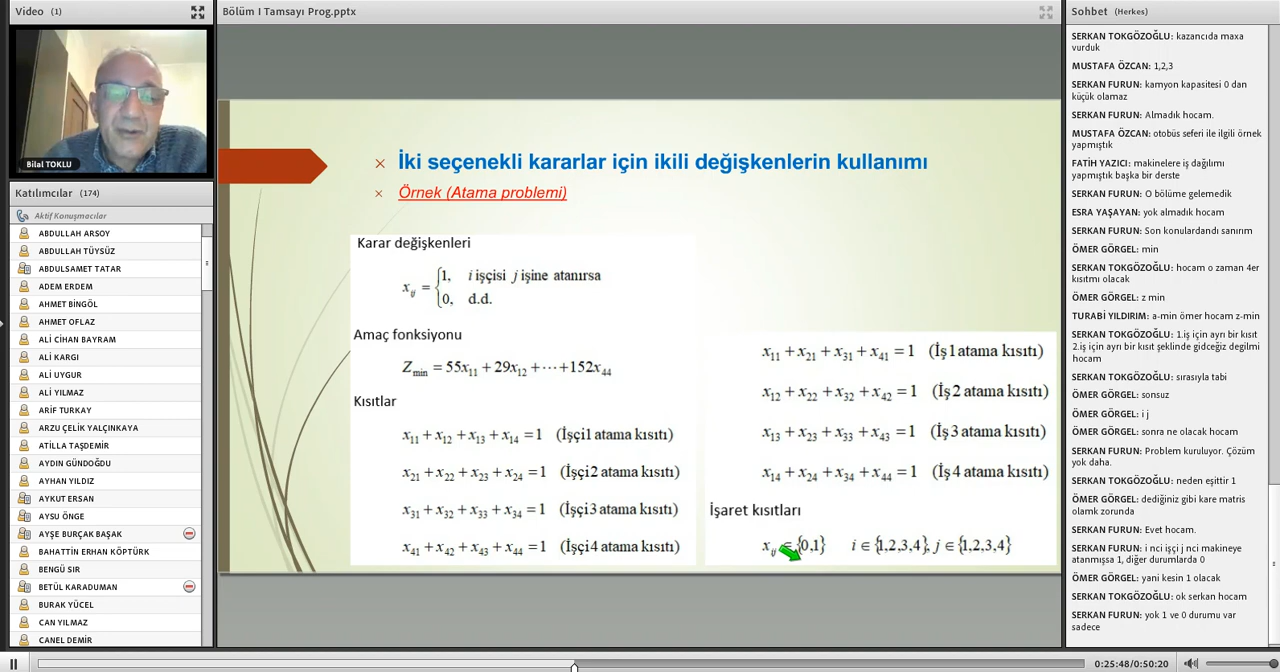 Video (1)
Bilal TOKLU
Katılımcılar (174)
Aktif Konuşmacılar
ABDULLAH ARSOY
ABDULLAH TÜYSÜZ
ABDULSAMET TATAR
ADEM ERDEM
AHMET BİNGÖL
AHMET OFLAZ
ALİ CİHAN BAYRAM
ALİ KARGI
ALİ UYGUR
ALİ YILMAZ
ARİF TURKAY
ARZU ÇELİK YALÇINKAYA
ATİLLA TAŞDEMİR
AYDIN GÜNDOĞDU
AYHAN YILDIZ
AYKUT ERSAN
AYSU ÖNGE
AYŞE BURÇAK BAŞAK
BAHATTİN ERHAN KÖPTÜRK
BENGÜ SIR
BETÜL KARADUMAN
BURAK YÜCEL
CAN YILMAZ
CANEL DEMİR
Bölüm I Tamsayı Prog.pptx
İki seçenekli kararlar için ikili değişkenlerin kullanımı
Örnek (Atama problemi)
Karar değişkenleri
x_ij = {1, i işçisi j işine atanırsa
0, d.d.
Amaç fonksiyonu
Z_min = 55x_11 + 29x_12 + ⋯ + 152x_44
Kısıtlar
x_11 + x_12 + x_13 + x_14 = 1 (İşçi1 atama kısıtı)
x_21 + x_22 + x_23 + x_24 = 1 (İşçi2 atama kısıtı)
x_31 + x_32 + x_33 + x_34 = 1 (İşçi3 atama kısıtı)
x_41 + x_42 + x_43 + x_44 = 1 (İşçi4 atama kısıtı)
x_11 + x_21 + x_31 + x_41 = 1 (İş1 atama kısıtı)
x_12 + x_22 + x_32 + x_42 = 1 (İş2 atama kısıtı)
x_13 + x_23 + x_33 + x_43 = 1 (İş3 atama kısıtı)
x_14 + x_24 + x_34 + x_44 = 1 (İş4 atama kısıtı)
İşaret kısıtları
x_ij ∈ {0,1} i ∈ {1,2,3,4}, j ∈ {1,2,3,4}
Sohbet (Herkes)
SERKAN TOKGÖZOĞLU: kazancıda maxa
vurduk
MUSTAFA ÖZCAN: 1,2,3
SERKAN FURUN: kamyon kapasitesi 0 dan
küçük olamaz
SERKAN FURUN: Almadık hocam.
MUSTAFA ÖZCAN: otobüs seferi ile ilgili örnek
yapmıştık
FATİH YAZICI: makinelere iş dağılımı
yapmıştık başka bir derste
SERKAN FURUN: O bölüme gelemedik
ESRA YAŞAYAN: yok almadık hocam
SERKAN FURUN: Son konulardandı sanırım
ÖMER GÖRGEL: min
SERKAN TOKGÖZOĞLU: hocam o zaman 4er
kısıtmı olacak
ÖMER GÖRGEL: z min
TURABİ YILDIRIM: a-min ömer hocam z-min
SERKAN TOKGÖZOĞLU: 1.iş için ayrı bir kısıt
2.iş için ayrı bir kısıt şeklinde gidceğiz degilmi
hocam
SERKAN TOKGÖZOĞLU: sırasıyla tabi
ÖMER GÖRGEL: sonsuz
ÖMER GÖRGEL: i j
ÖMER GÖRGEL: sonra ne olacak hocam
SERKAN FURUN: Problem kuruluyor. Çözüm
yok daha.
SERKAN TOKGÖZOĞLU: neden eşittir 1
ÖMER GÖRGEL: dediğiniz gibi kare matris
olamk zorunda
SERKAN FURUN: Evet hocam.
SERKAN FURUN: i nci işçi j nci makineye
atanmışsa 1, diğer durumlarda 0
ÖMER GÖRGEL: yani kesin 1 olacak
SERKAN TOKGÖZOĞLU: ok serkan hocam
SERKAN FURUN: yok 1 ve 0 durumu var
sadece
0:25:48/0:50:20